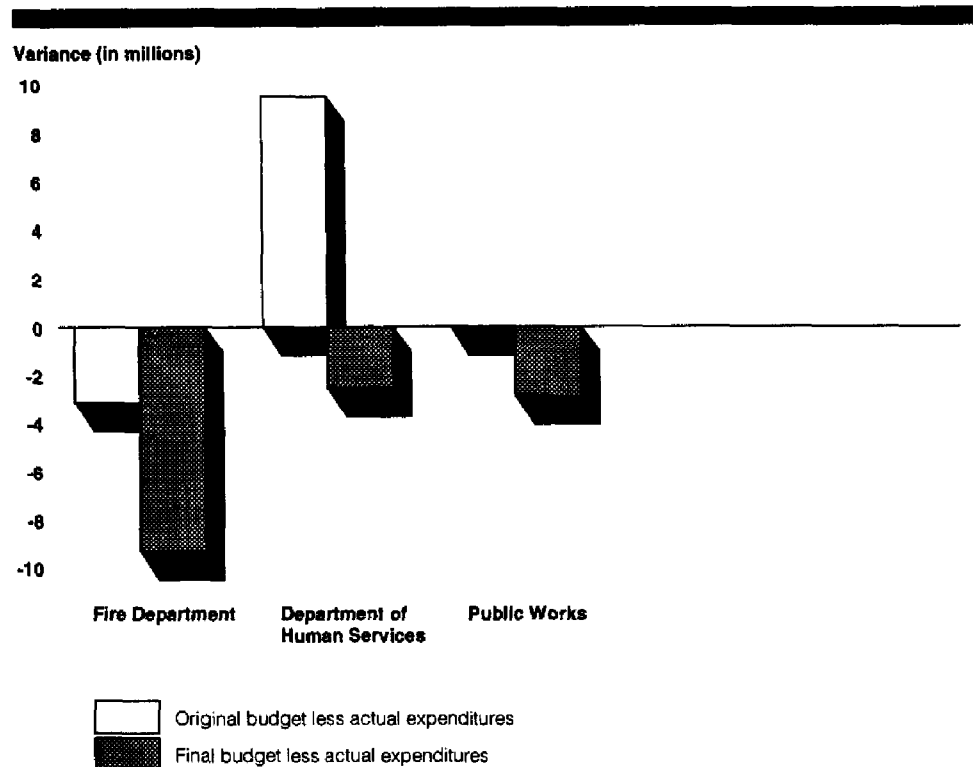 Variance (in millions)
10
8
6
4
2
0
-2
-4
-6
-8
-10
Fire Department
Department of
Human Services
Public Works
Original budget less actual expenditures
Final budget less actual expenditures